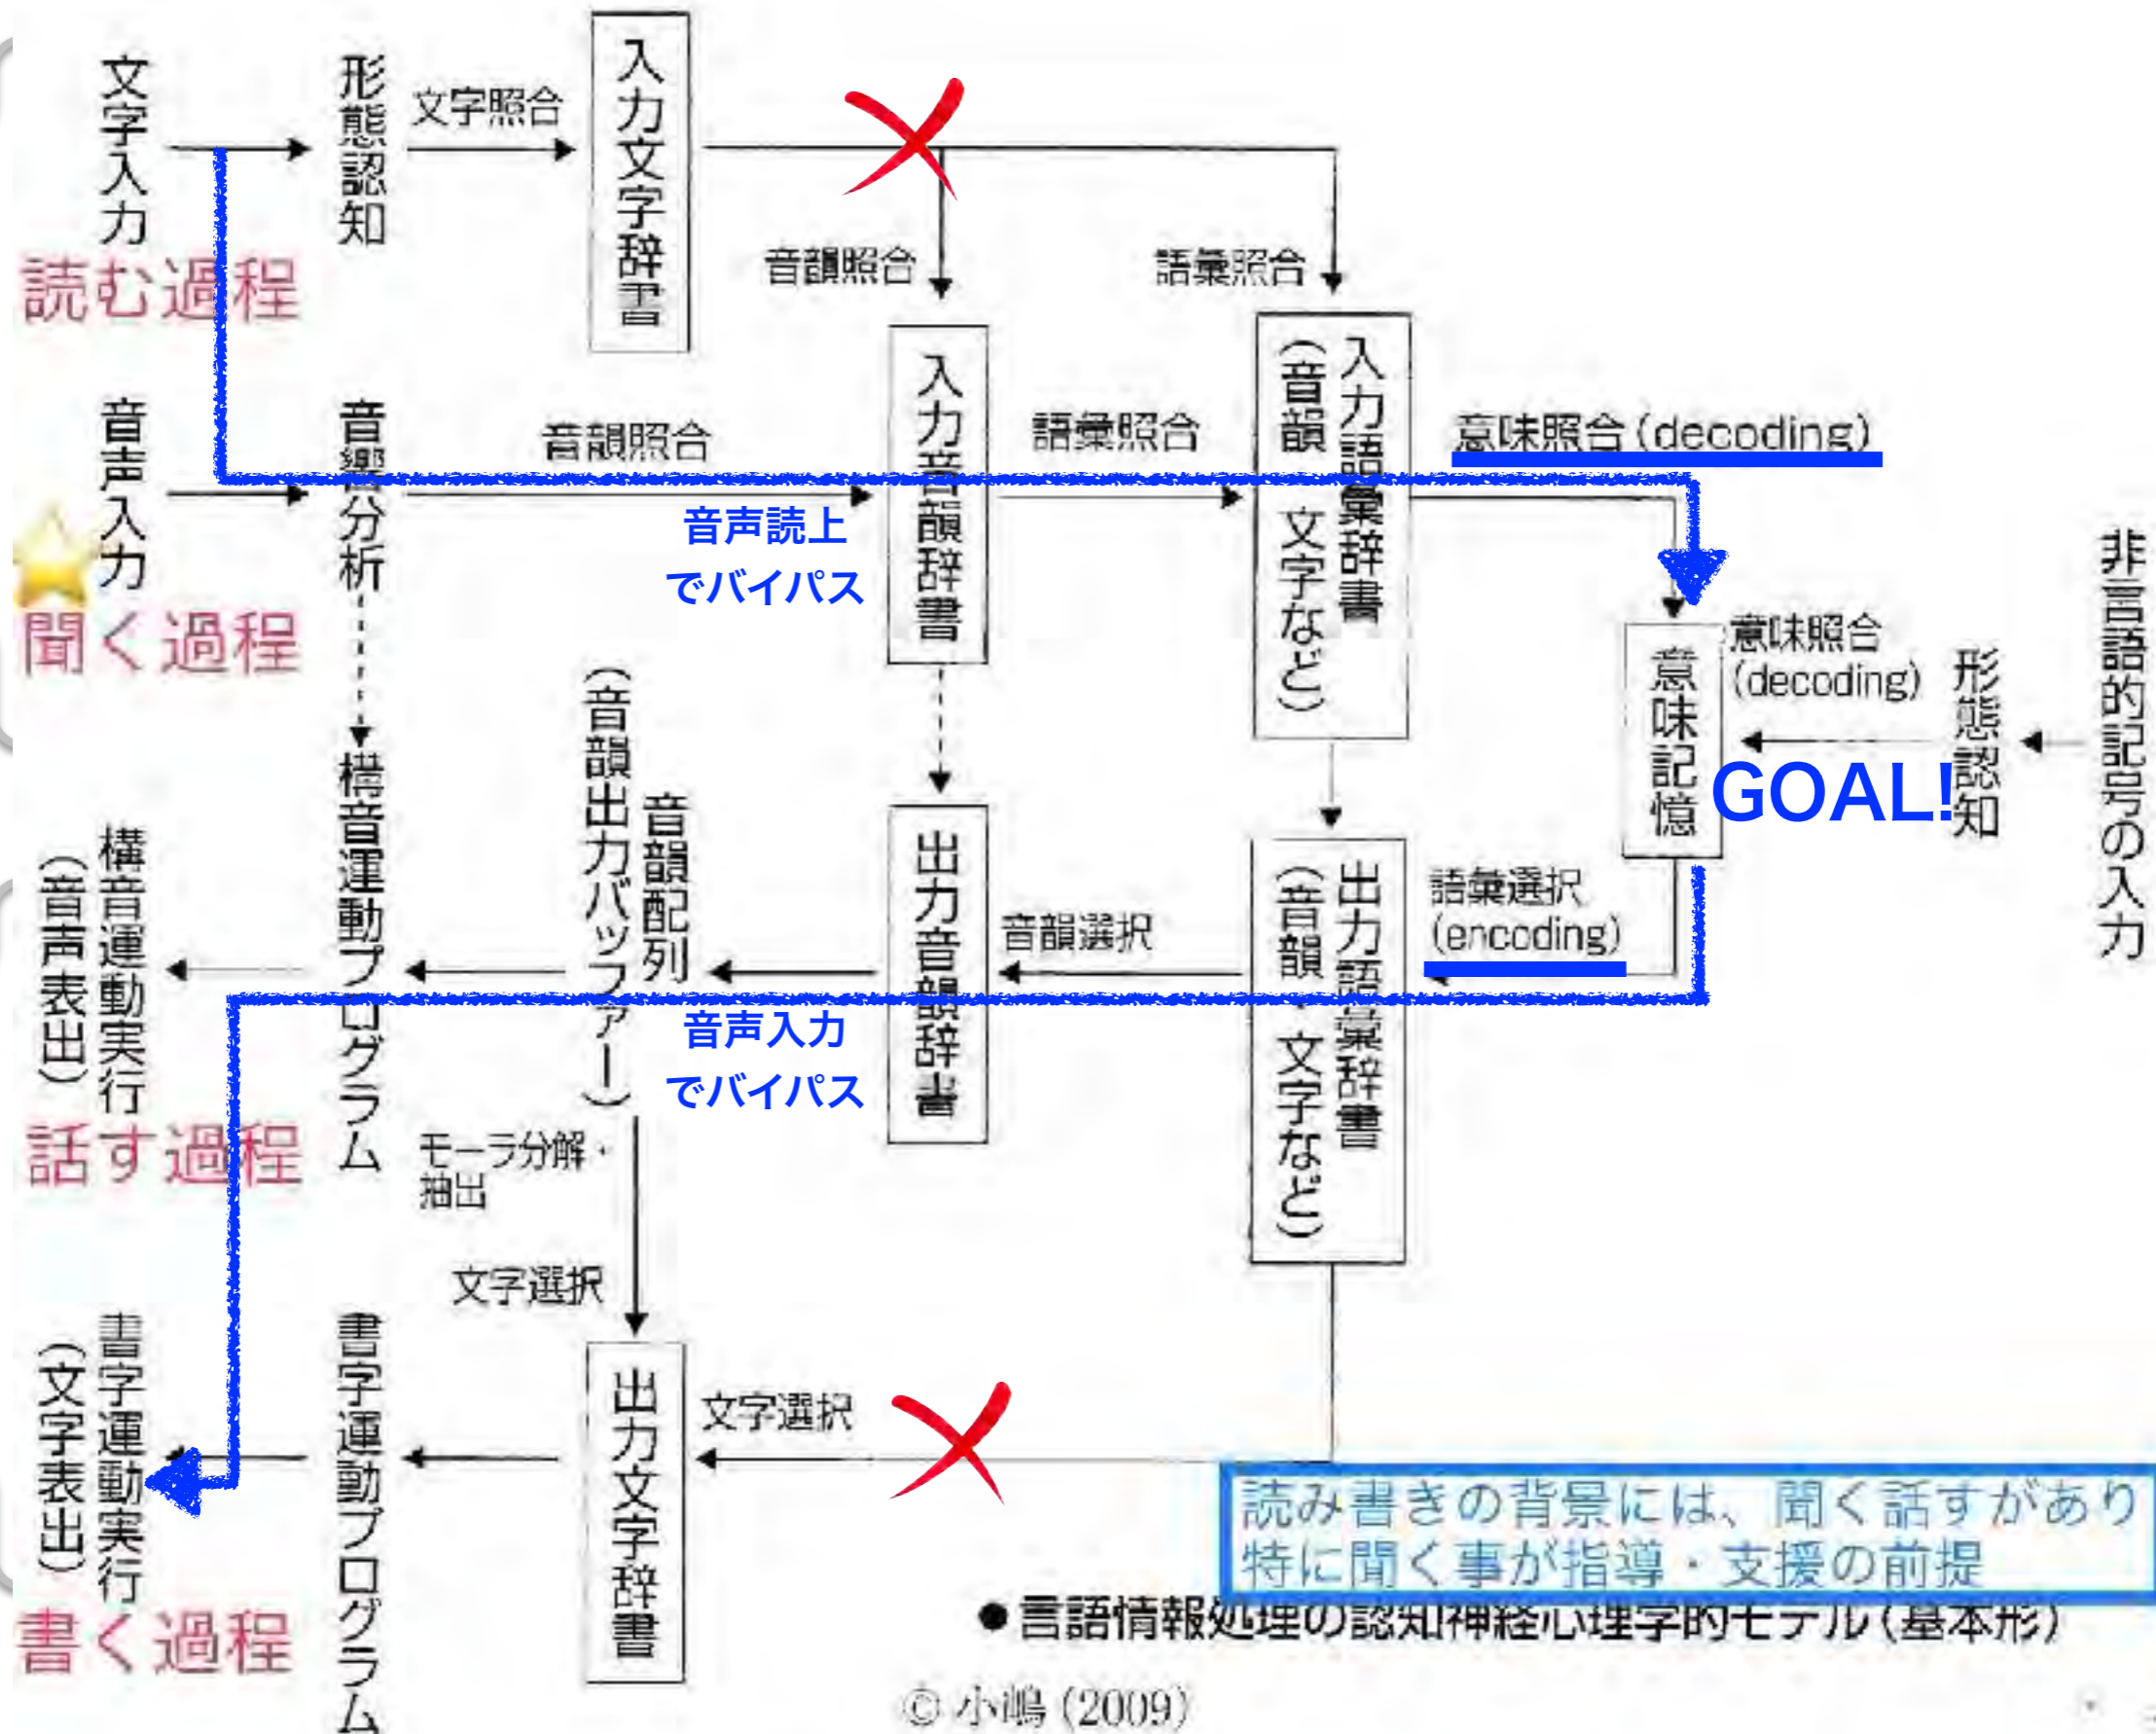 文字入力
形態認知
文字照合
入力文字辞書
音韻照合
語彙照合
読む過程
音声入力
音響分析
音韻照合
入力音韻辞書
語彙照合
入力語彙辞書
（音韻・文字など）
意味照合(decoding)
音声読上
でバイパス
聞く過程
意味記憶
意味照合
(decoding)
形態認知
非言語的記号の入力
GOAL!
構音運動実行
（音声表出）
構音運動プログラム
音韻配列
（音韻出力バッファー）
出力音韻辞書
音韻選択
出力語彙辞書
（音韻・文字など）
語彙選択
(encoding)
音声入力
でバイパス
話す過程
モーラ分解・
抽出
文字選択
書字運動実行
（文字表出）
書字運動プログラム
出力文字辞書
文字選択
書く過程
読み書きの背景には、聞く話すがあり
特に聞く事が指導・支援の前提
●言語情報処理の認知神経心理学的モデル(基本形)
© 小嶋 (2009)